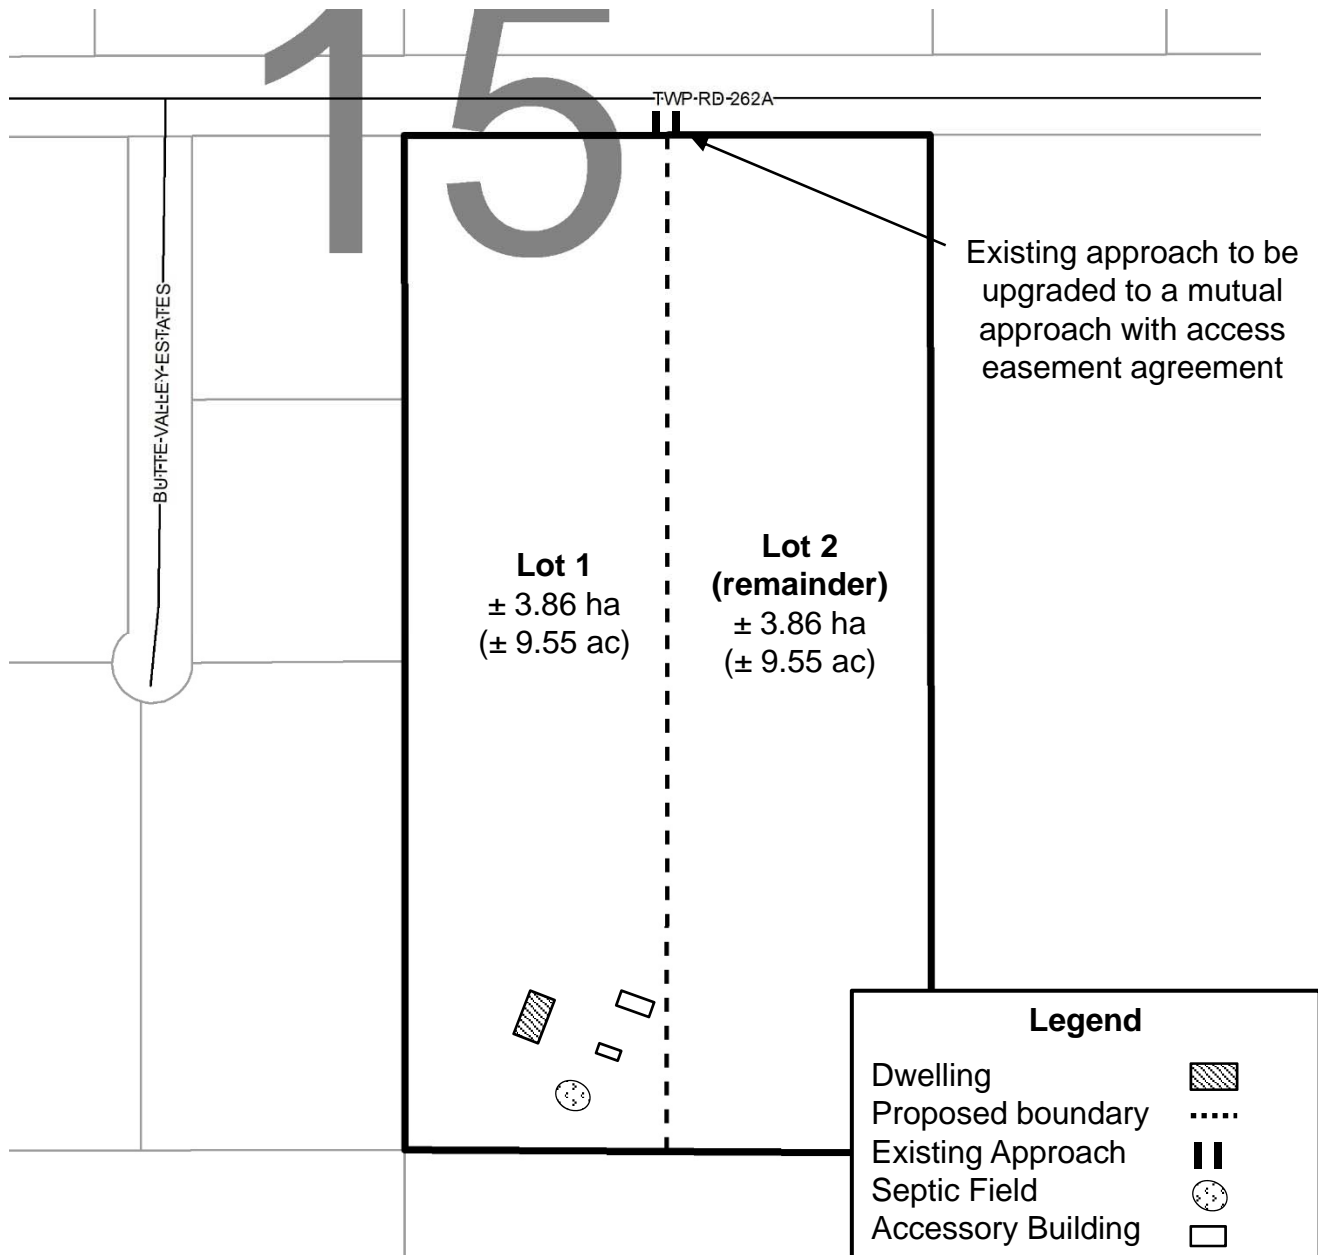 15
TWP-RD-262A
BUTTE-VALLEY-ESTATES
Existing approach to be
upgraded to a mutual
approach with access
easement agreement
Lot 1
± 3.86 ha
(± 9.55 ac)
Lot 2
(remainder)
± 3.86 ha
(± 9.55 ac)
Legend
Dwelling
Proposed boundary
Existing Approach
Septic Field
Accessory Building